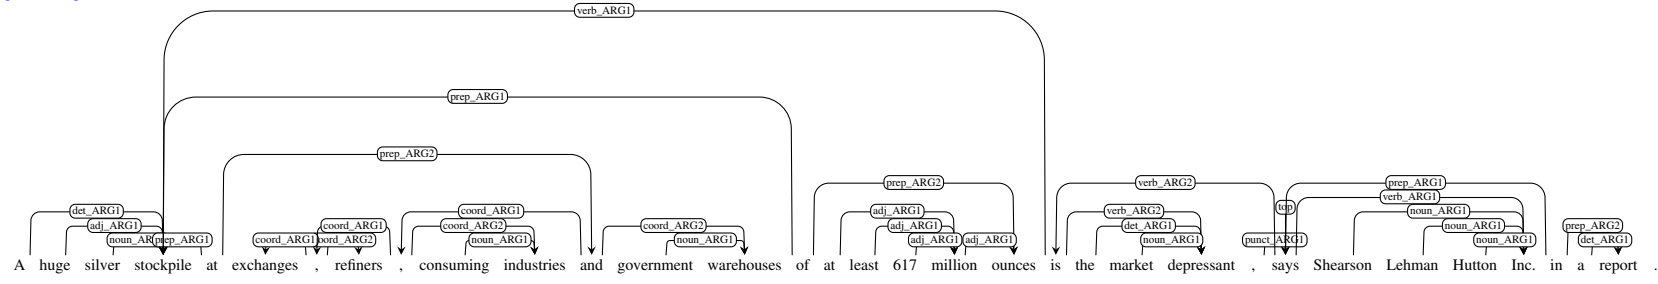 verb_ARG1
prep_ARG1
prep_ARG2
prep_ARG2 verb_ARG2 prep_ARG1
verb_ARG1
det_ARG1 coord_ARG1 adj_ARG1 verb_ARG2 top noun_ARG1
adj_ARG1 coord_ARG1 coord_ARG2 coord_ARG2 adj_ARG1 det_ARG1 noun_ARG1 prep_ARG2
noun_AR prep_ARG1 coord_ARG1 oord_ARG2 noun_ARG1 noun_ARG1 adj_ARG1 adj_ARG1 noun_ARG1 punct_ARG1 noun_ARG1 det_ARG1
A huge silver stockpile at exchanges , refiners , consuming industries and government warehouses of at least 617 million ounces is the market depressant , says Shearson Lehman Hutton Inc. in a report .